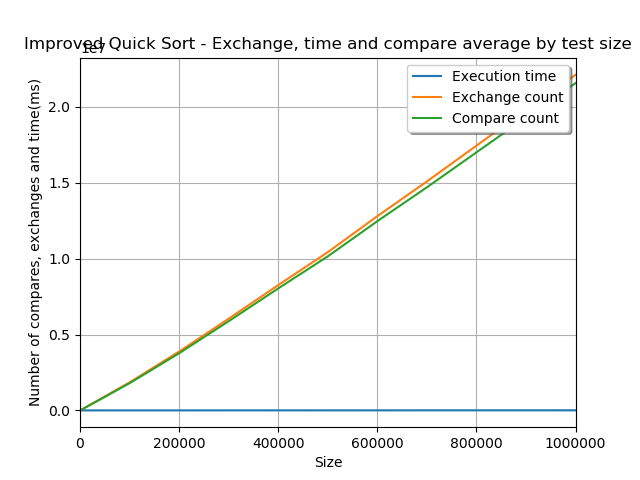 Improved Quick Sort - Exchange, time and compare average by test size
1e7
Execution time
Exchange count
Compare count
Number of compares, exchanges and time(ms)
2.0
1.5
1.0
0.5
0.0
0 200000 400000 600000 800000 1000000
Size